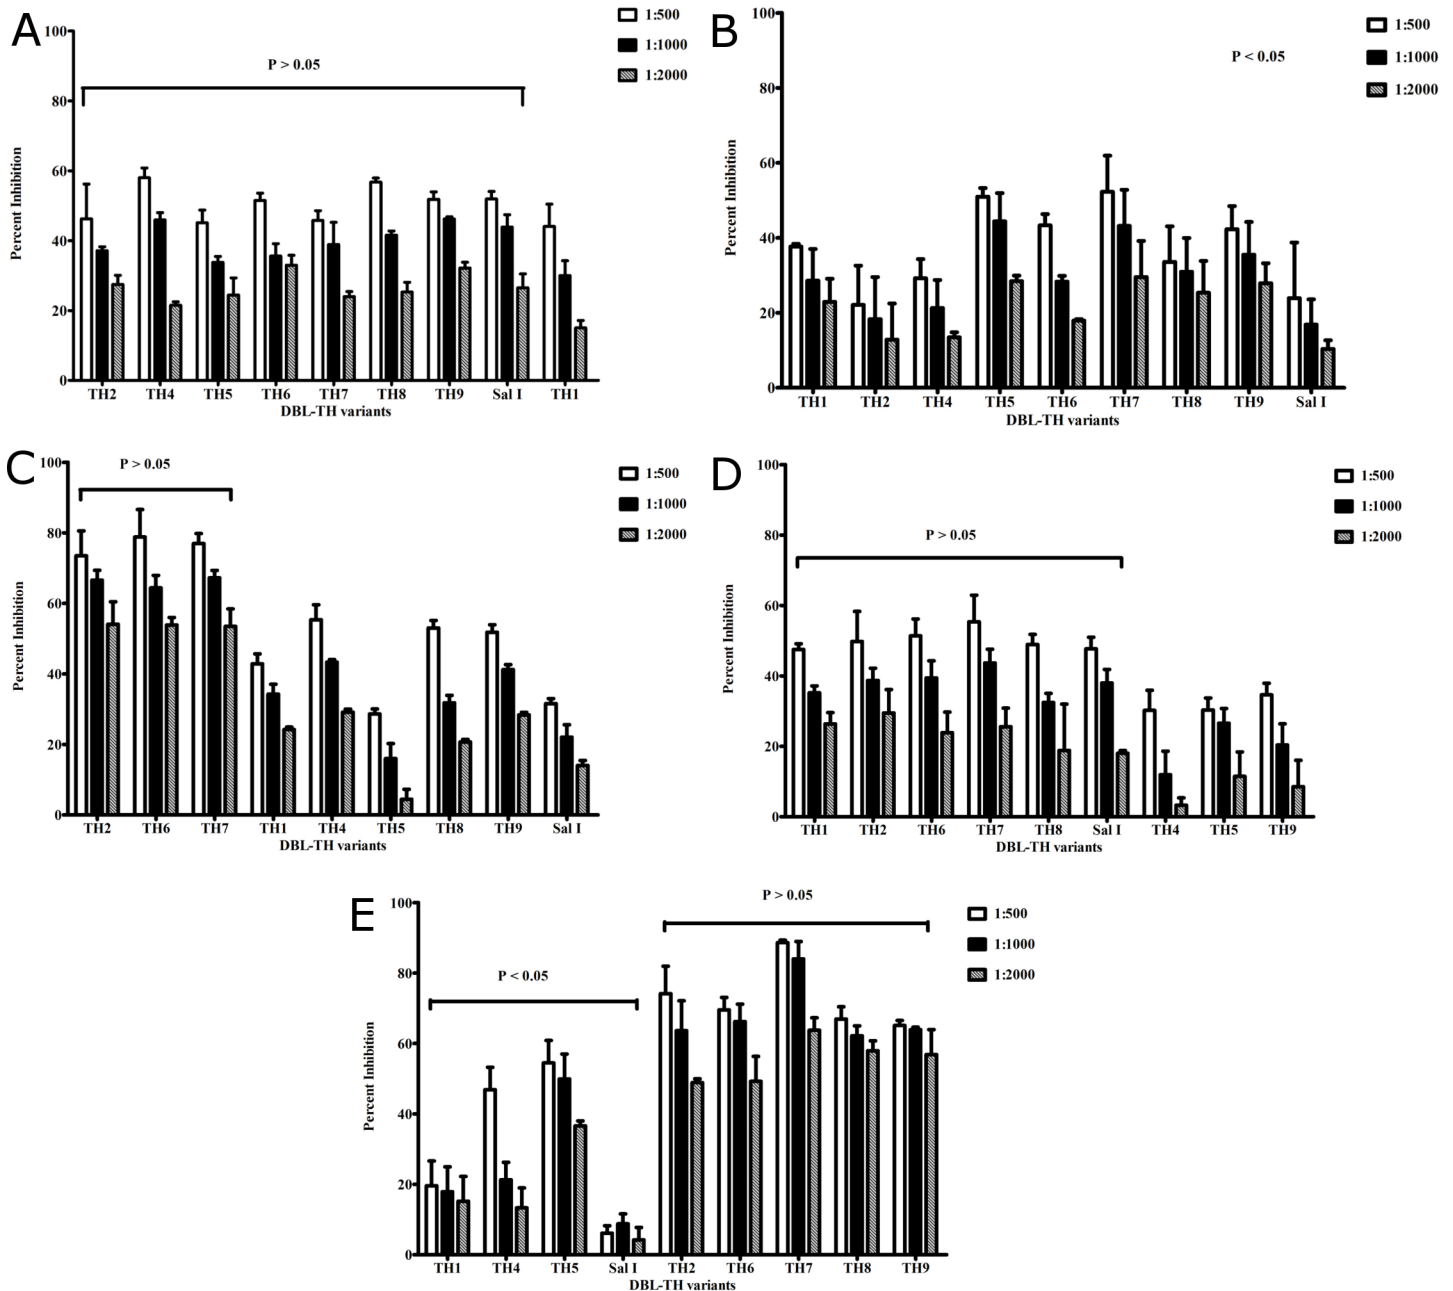 A
Percent Inhibition
100
80
60
40
20
0
P > 0.05
1:500
1:1000
1:2000
TH2 TH4 TH5 TH6 TH7 TH8 TH9 Sal I TH1
DBL-TH variants
B
Percent Inhibition
100
80
60
40
20
0
P < 0.05
1:500
1:1000
1:2000
TH1 TH2 TH4 TH5 TH6 TH7 TH8 TH9 Sal I
DBL-TH variants
C
Percent Inhibition
100
80
60
40
20
0
P > 0.05
1:500
1:1000
1:2000
TH2 TH6 TH7 TH1 TH4 TH5 TH8 TH9 Sal I
DBL-TH variants
D
Percent Inhibition
100
80
60
40
20
0
P > 0.05
1:500
1:1000
1:2000
TH1 TH2 TH6 TH7 TH8 Sal I TH4 TH5 TH9
DBL-TH variants
E
Percent Inhibition
100
80
60
40
20
0
P < 0.05
P > 0.05
1:500
1:1000
1:2000
TH1 TH4 TH5 Sal I TH2 TH6 TH7 TH8 TH9
DBL-TH variants